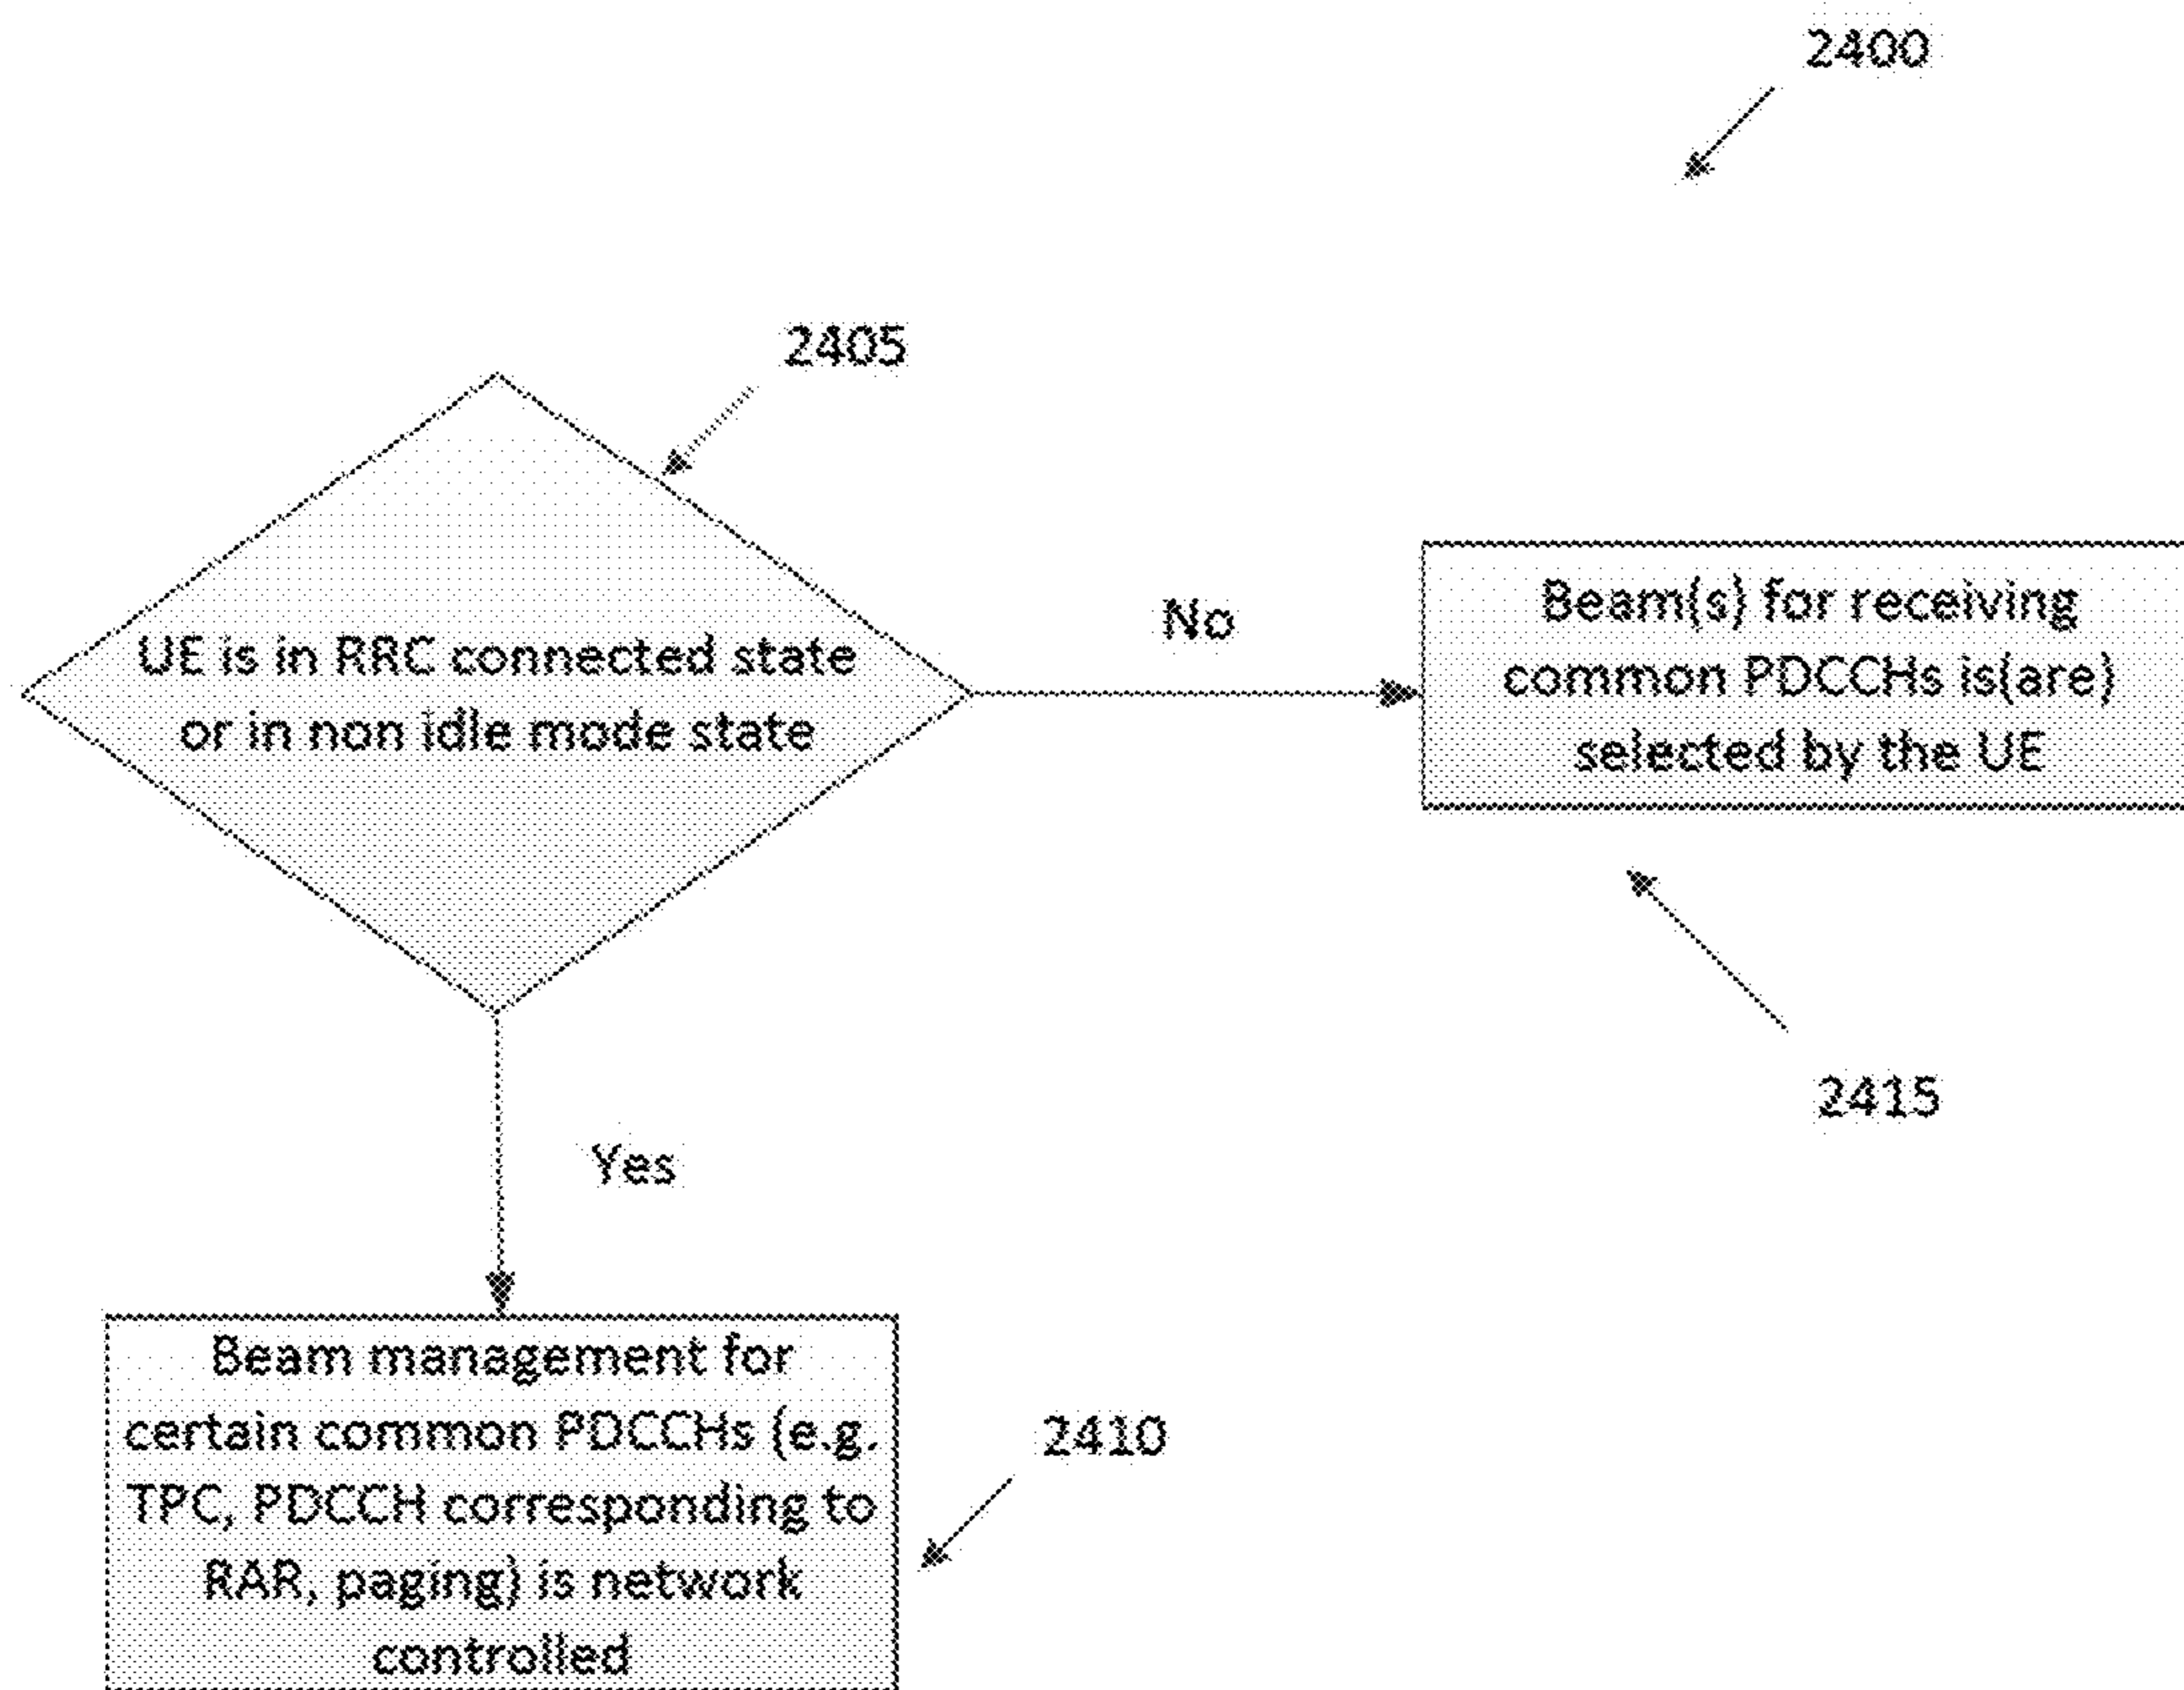 2400
2405
UE is in RRC connected state
or in non idle mode state
No
Beam(s) for receiving
common PDCCHs is(are)
selected by the UE
2415
Yes
Beam management for
certain common PDCCHs (e.g.
TPC, PDCCH corresponding to
RAR, paging) is network
controlled
2410